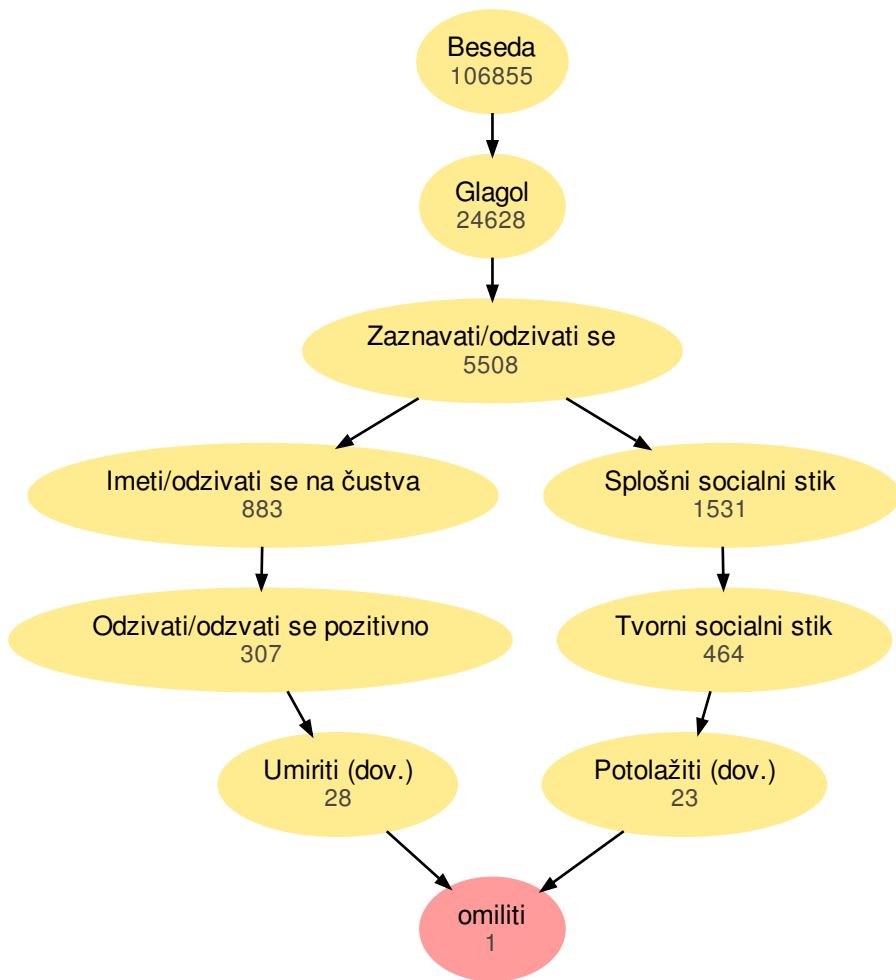 Beseda
106855
Glagol
24628
Zaznavati/odzivati se
5508
Imeti/odzivati se na čustva
883
Splošni socialni stik
1531
Odzivati/odzvati se pozitivno
307
Tvorni socialni stik
464
Umiriti (dov.)
28
Potolažiti (dov.)
23
omiliti
1